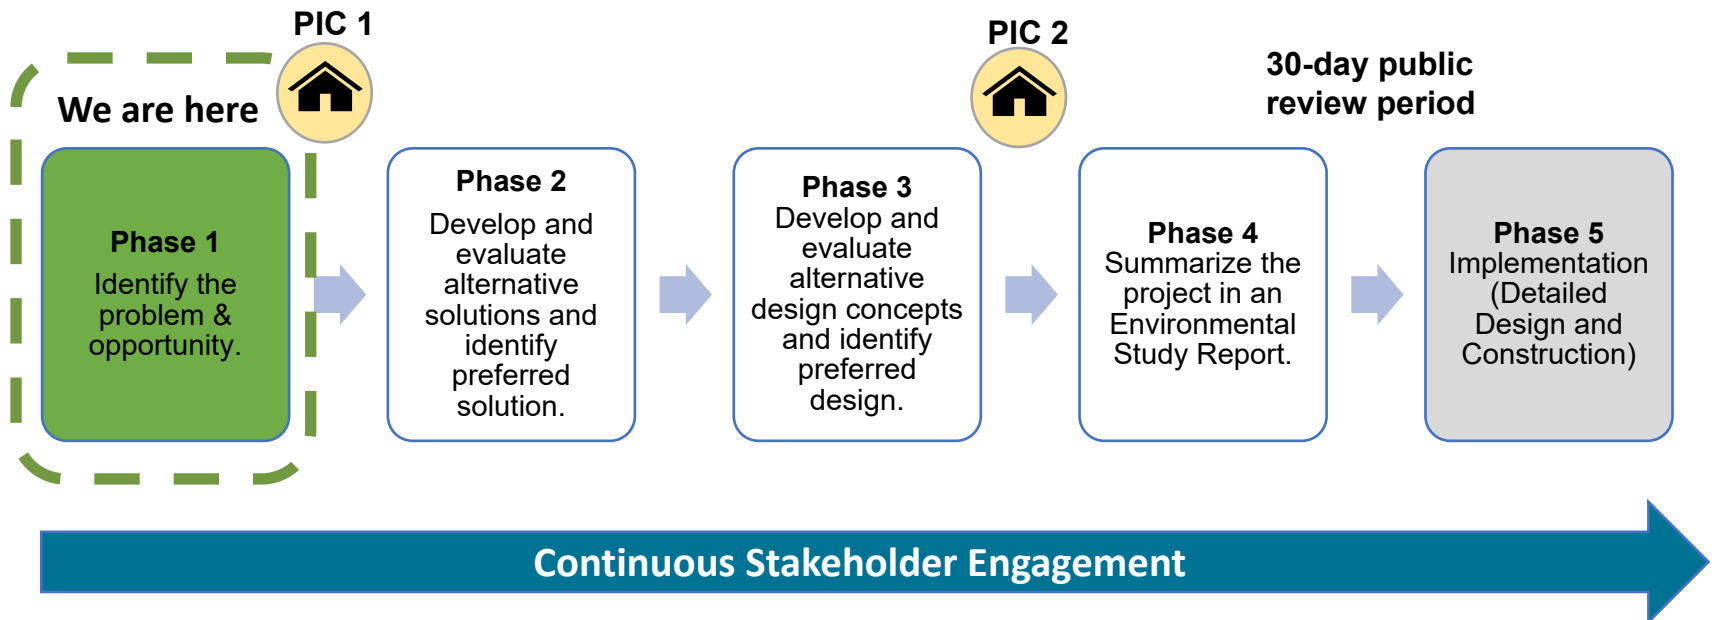 PIC 1
PIC 2
30-day public
review period
We are here
Phase 1
Identify the
problem &
opportunity.
Phase 2
Develop and
evaluate
alternative
solutions and
identify
preferred
solution.
Phase 3
Develop and
evaluate
alternative
design concepts
and identify
preferred
design.
Phase 4
Summarize the
project in an
Environmental
Study Report.
Phase 5
Implementation
(Detailed
Design and
Construction)
Continuous Stakeholder Engagement